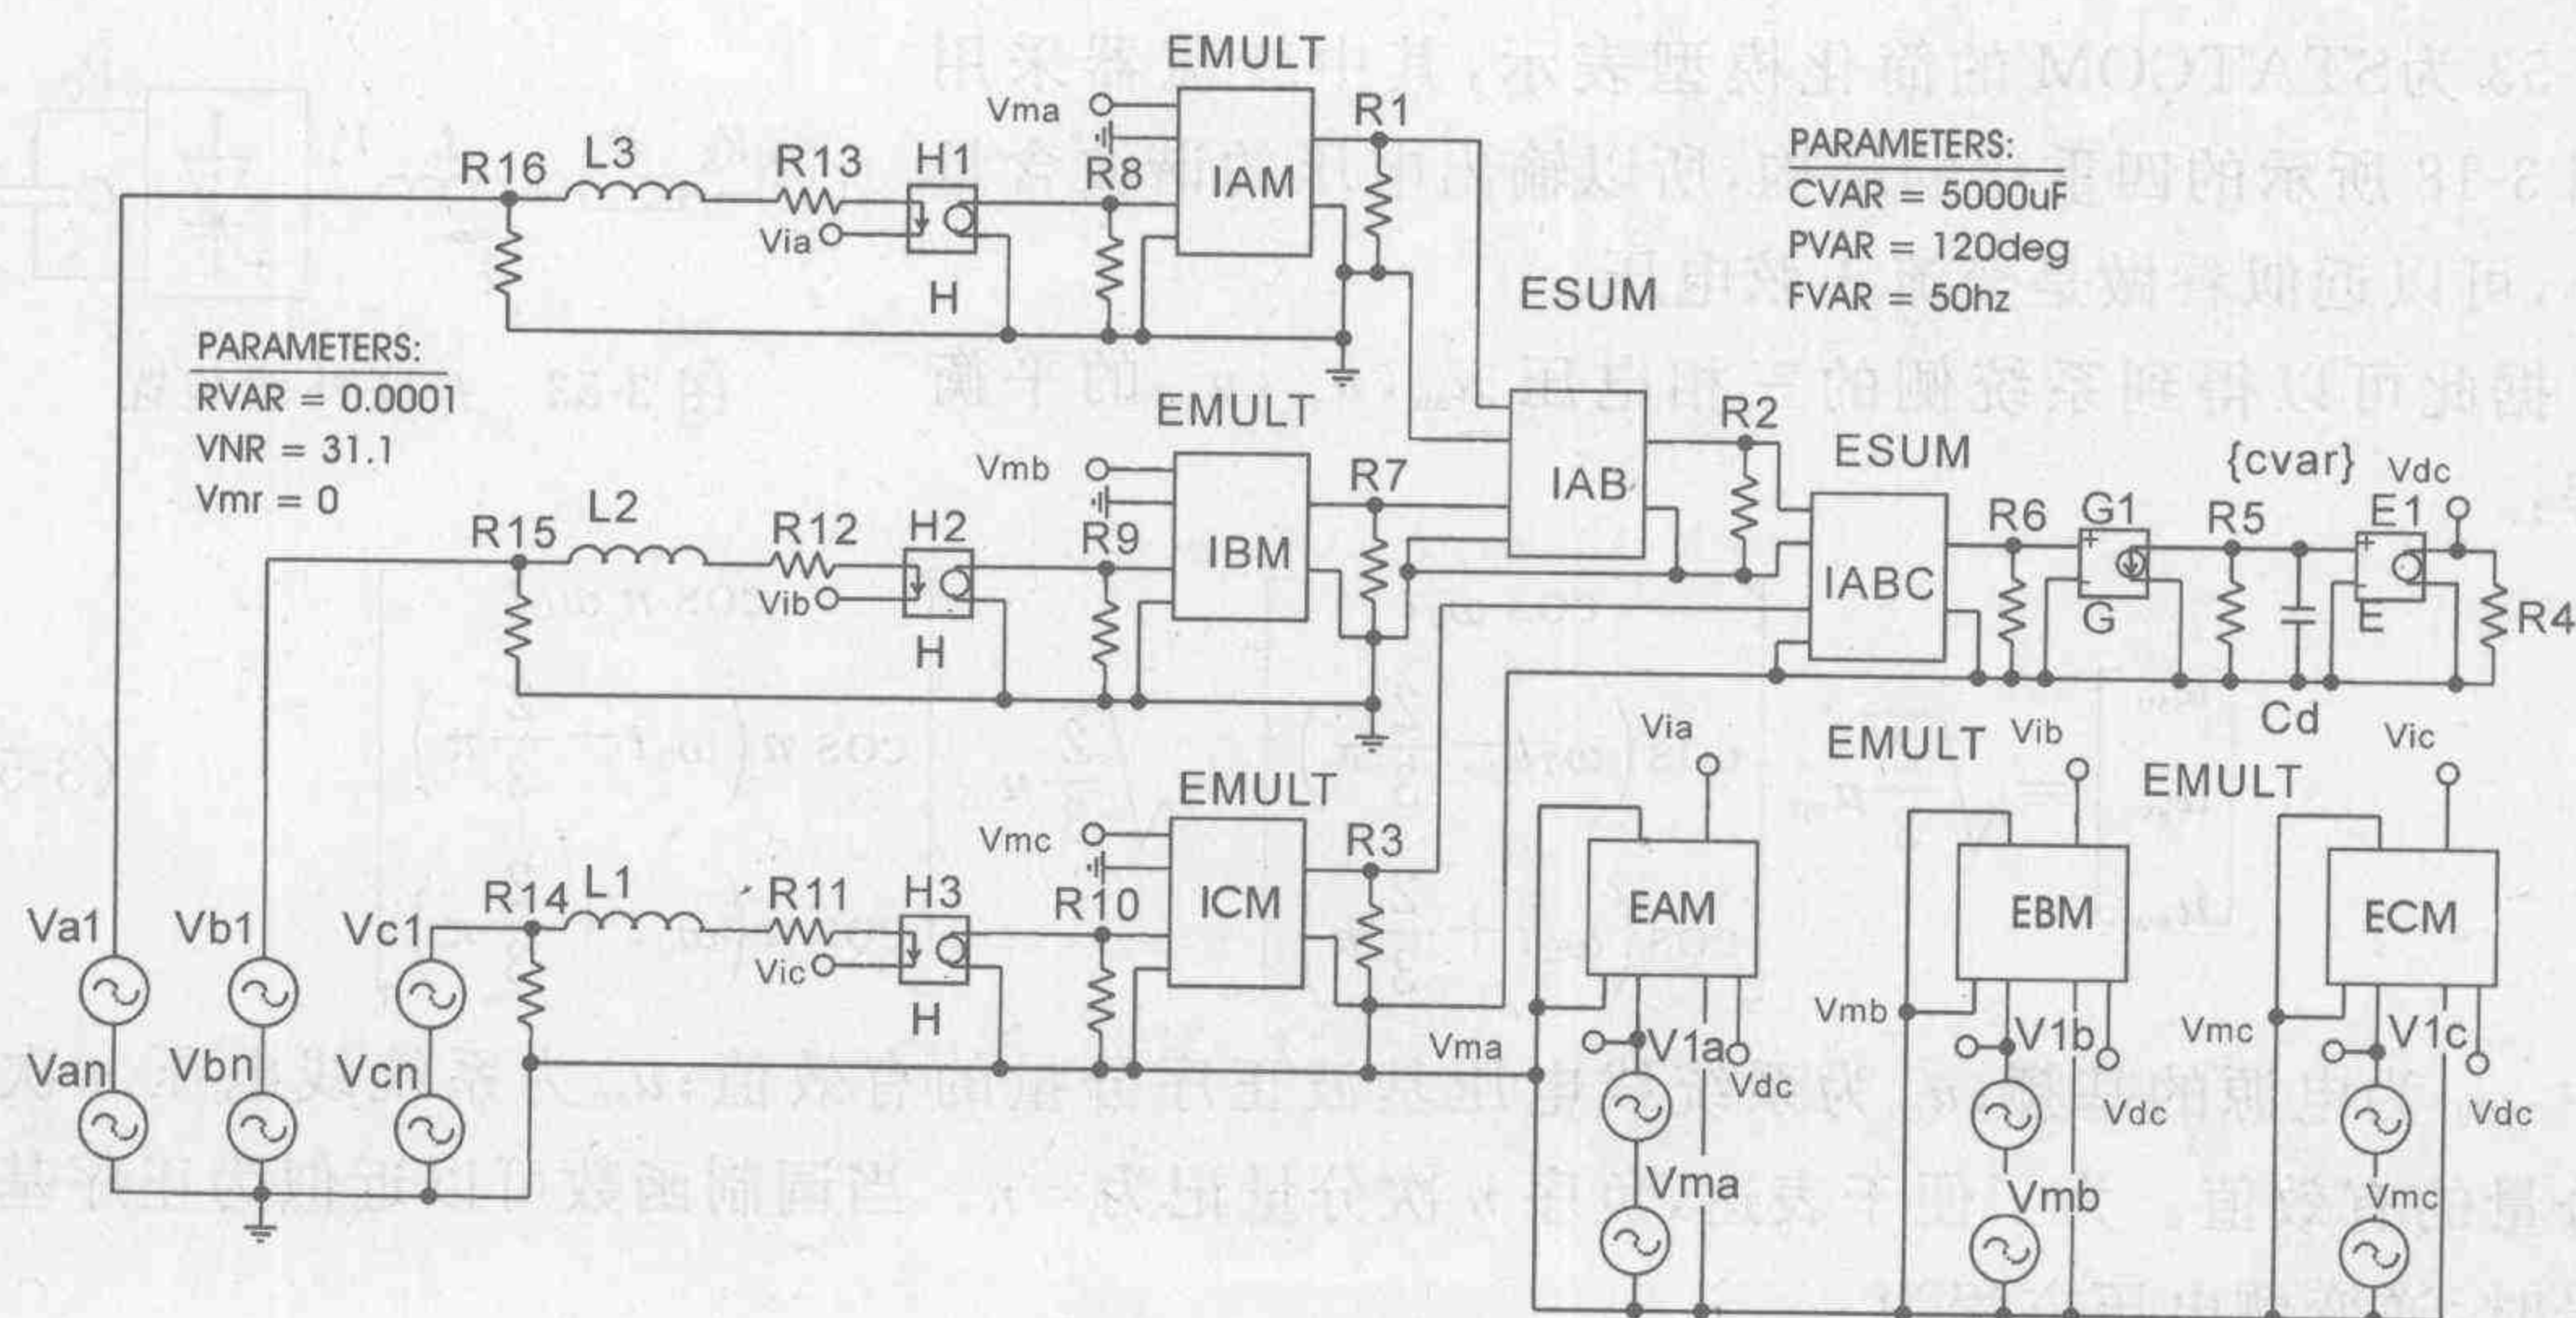 EMULT
Vma
R1
PARAMETERS:
CVAR = 5000uF
PVAR = 120deg
FVAR = 50hz
R16
L3
R13
H1
R8
IAM
Via
H
ESUM
PARAMETERS:
RVAR = 0.0001
VNR = 31.1
Vmr = 0
EMULT
Vmb
R7
IAB
R2
ESUM
{cvar}
Vdc
R15
L2
R12
H2
R9
IBM
Vib
H
IABC
R6
G1
G
R5
E1
E
R4
Cd
EMULT
Vmc
R3
Via
EMULT
Vib
EMULT
Vic
R14
L1
R11
H3
R10
ICM
Vic
H
EAM
EBM
ECM
Va1
Vb1
Vc1
Van
Vbn
Vcn
Vma
V1a
Vdc
Vmb
V1b
Vdc
Vmc
V1c
Vdc
Vma
Vmb
Vmc